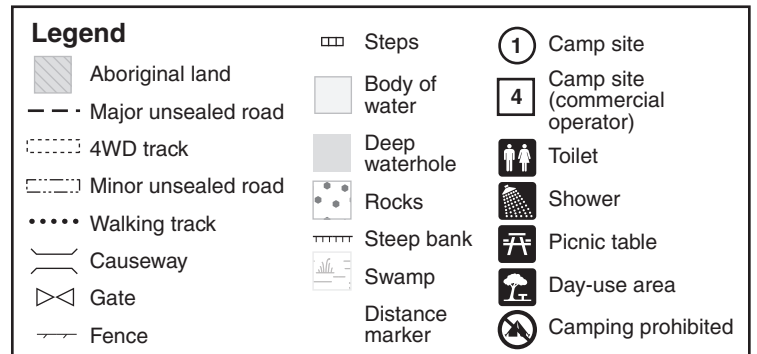 Legend
Aboriginal land
Major unsealed road
4WD track
Minor unsealed road
Walking track
Causeway
Gate
Fence
Steps
Body of
water
Deep
waterhole
Rocks
Steep bank
Swamp
Distance
marker
1 Camp site
4 Camp site
(commercial
operator)
Toilet
Shower
Picnic table
Day-use area
Camping prohibited